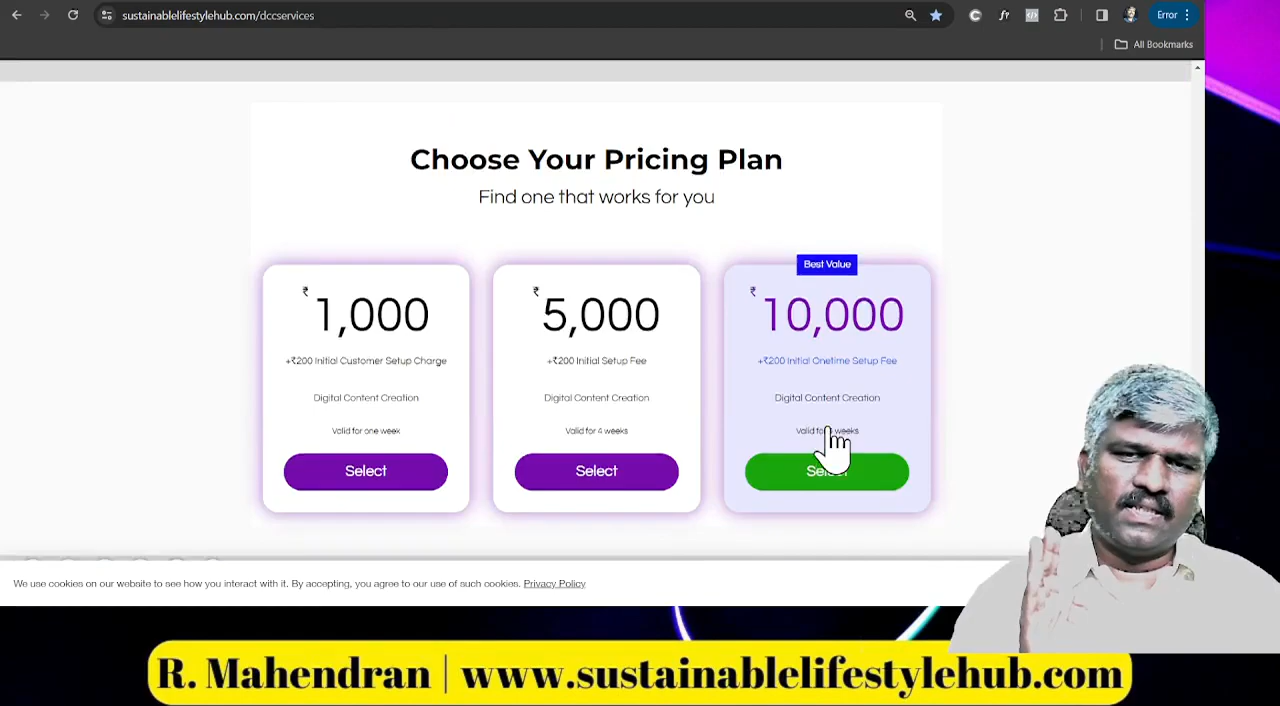 sustainablelifestylehub.com/dccservices
Error
All Bookmarks
Choose Your Pricing Plan
Find one that works for you
Best Value
₹ 1,000
₹ 5,000
₹ 10,000
+₹200 Initial Customer Setup Charge
+₹200 Initial Setup Fee
+₹200 Initial Onetime Setup Fee
Digital Content Creation
Digital Content Creation
Digital Content Creation
Valid for one week
Valid for 4 weeks
Valid for weeks
Select
Select
We use cookies on our website to see how you interact with it. By accepting, you agree to our use of such cookies. Privacy Policy
R. Mahendran | www.sustainablelifestylehub.com